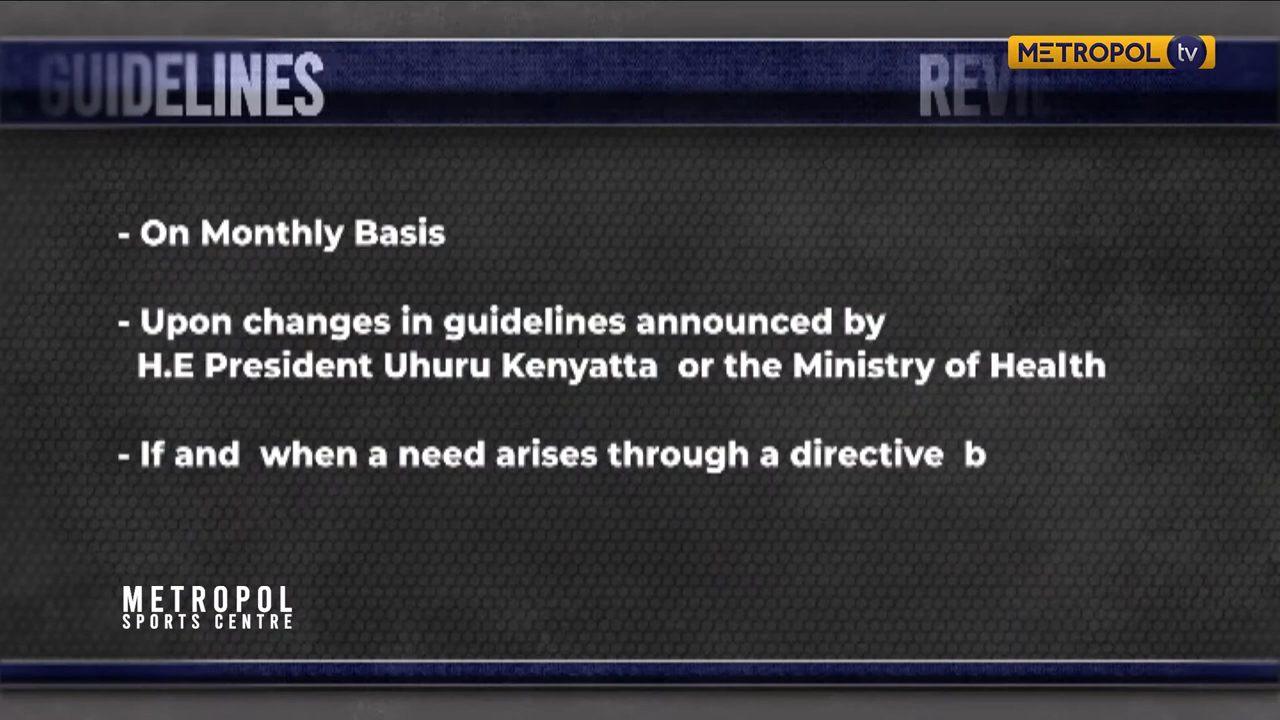 GUIDELINES
METROPOL tv
- On Monthly Basis
- Upon changes in guidelines announced by
H.E President Uhuru Kenyatta or the Ministry of Health
- If and when a need arises through a directive b
METROPOL
SPORTS CENTRE